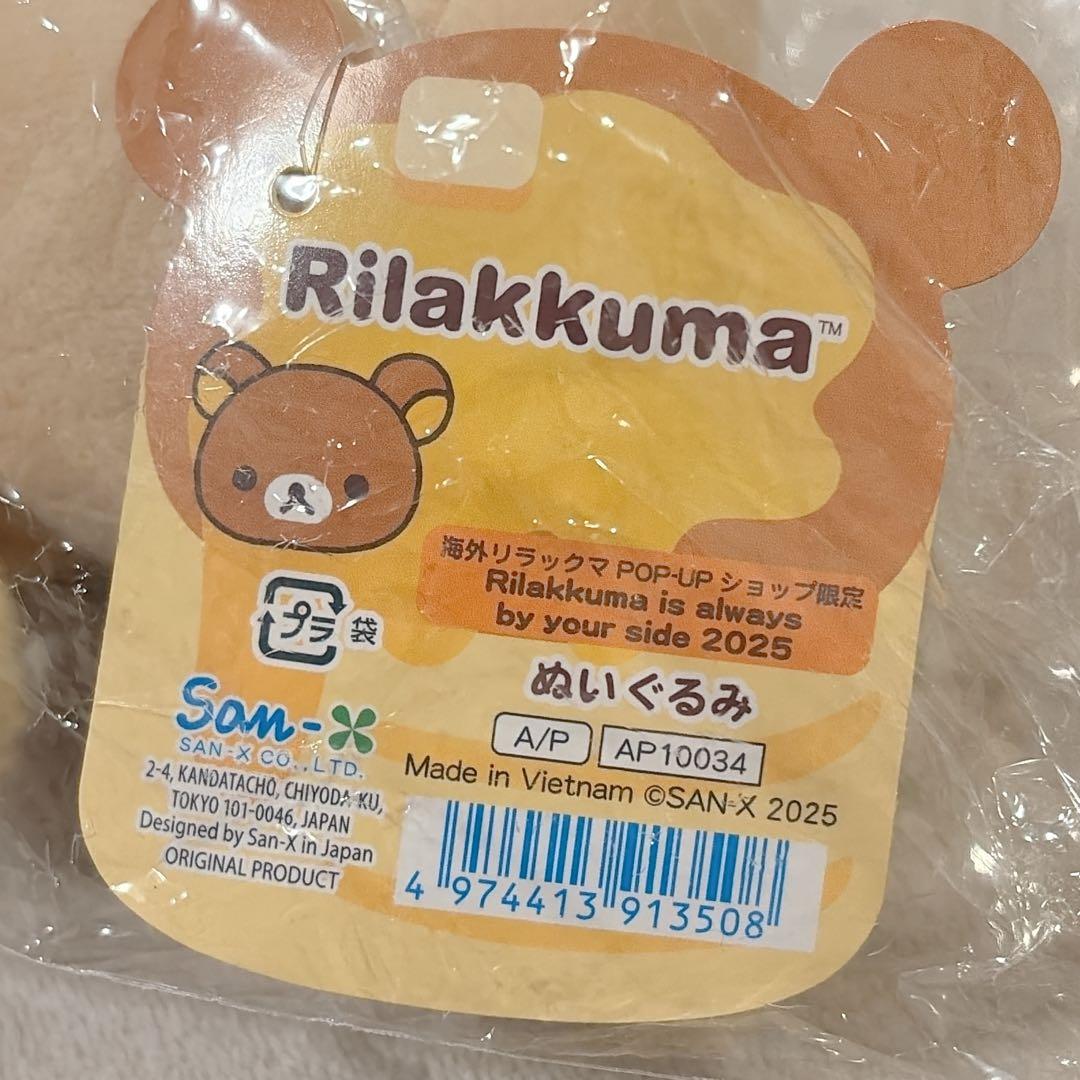 Rilakkuma™
海外リラックマ POP-UP ショップ限定
Rilakkuma is always
by your side 2025
プラ 袋
ぬいぐるみ
A/P AP10034
Made in Vietnam ©SAN-X 2025
San-X
SAN-X CO.,LTD.
2-4, KANDATACHO, CHIYODA-KU,
TOKYO 101-0046, JAPAN
Designed by San-X in Japan
ORIGINAL PRODUCT
4 974413 913508